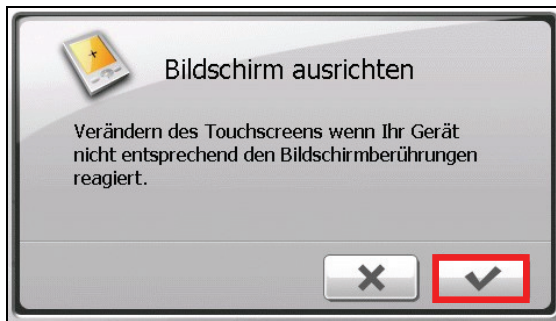 Bildschirm ausrichten
Verändern des Touchscreens wenn Ihr Gerät
nicht entsprechend den Bildschirmberührungen
reagiert.